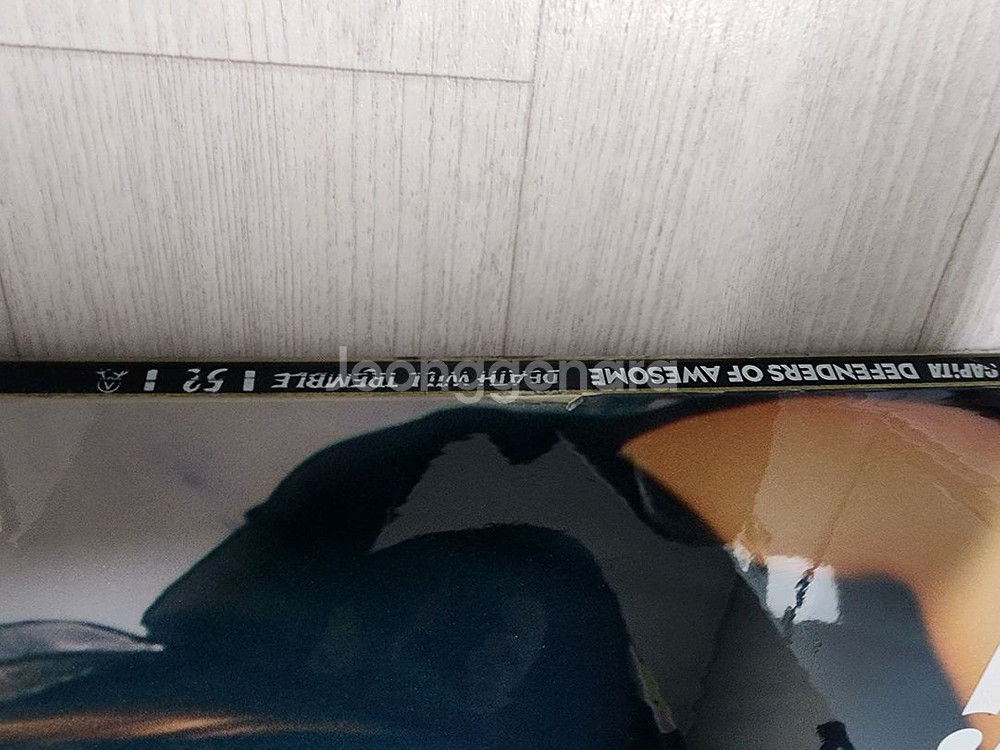 CAPiTA DEFENDERS OF AWESOME DEATH WiLL TREMBLE